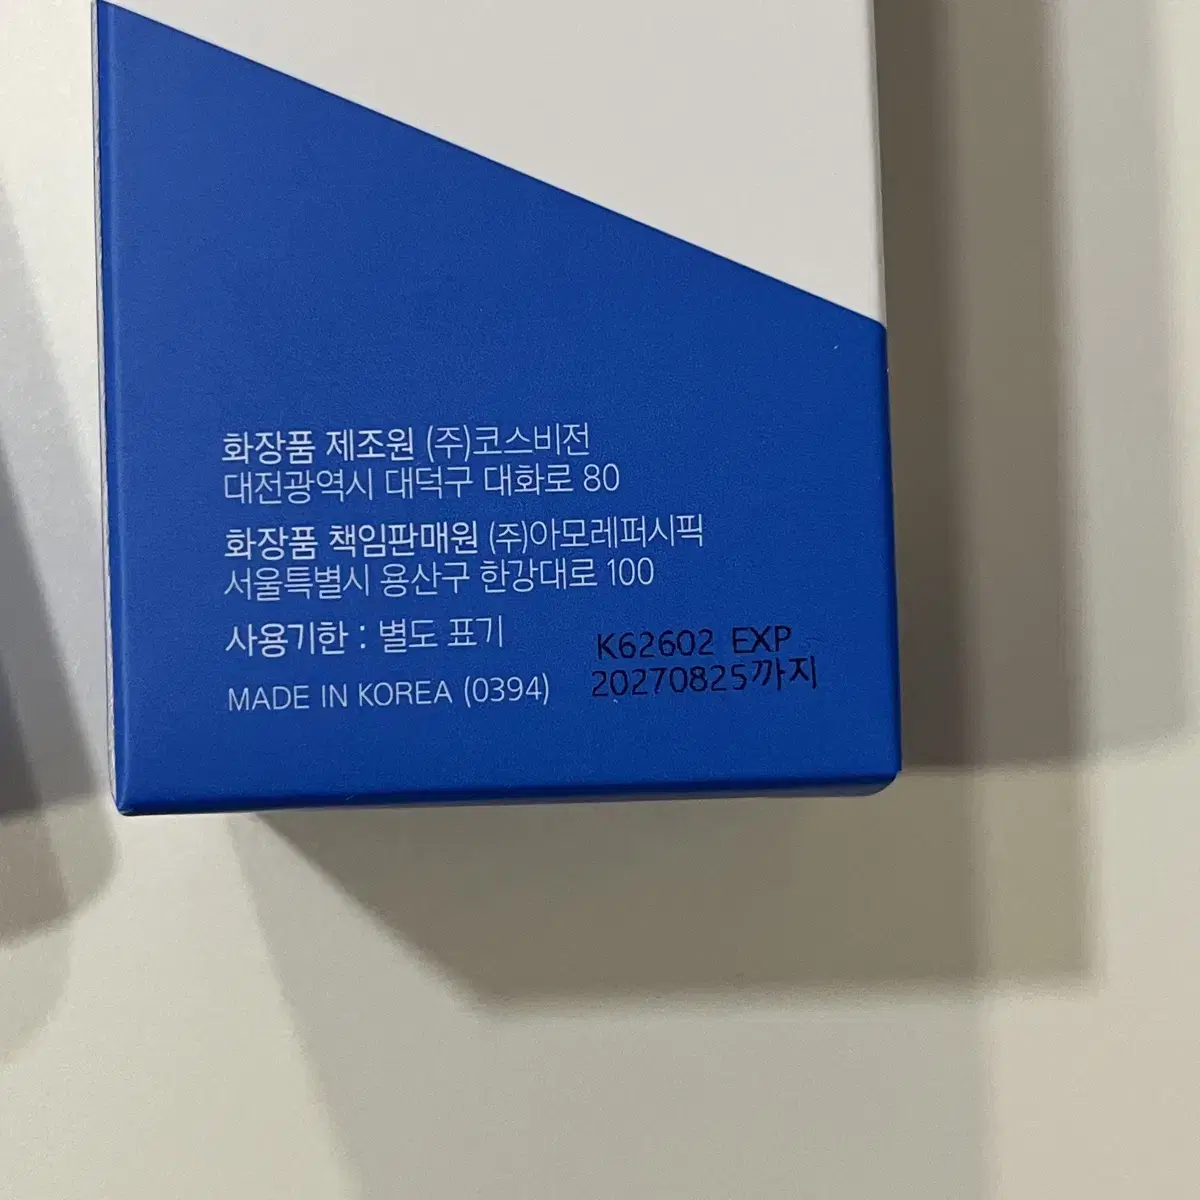 화장품 제조원 (주)코스비전
대전광역시 대덕구 대화로 80
화장품 책임판매원 (주)아모레퍼시픽
서울특별시 용산구 한강대로 100
사용기한 : 별도 표기
MADE IN KOREA (0394)
K62602 EXP
20270825까지